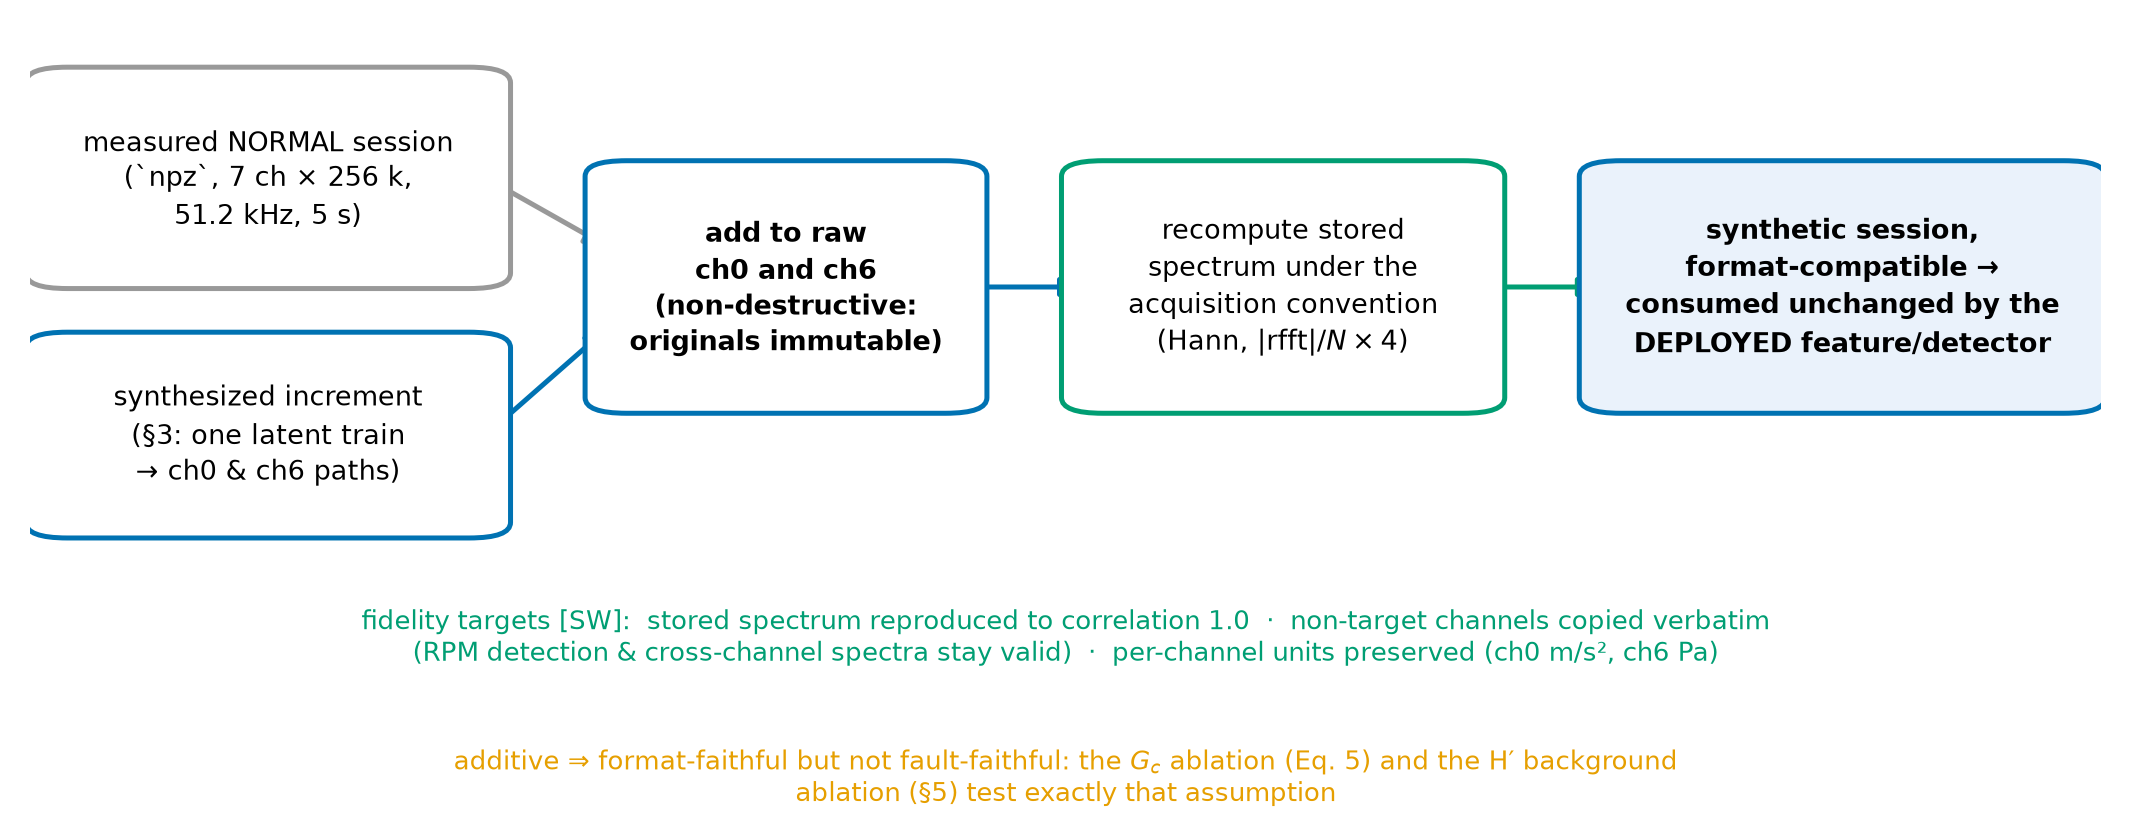 measured NORMAL session
(`npz`, 7 ch × 256 k,
51.2 kHz, 5 s)
synthesized increment
(§3: one latent train
→ ch0 & ch6 paths)
add to raw
ch0 and ch6
(non-destructive:
originals immutable)
recompute stored
spectrum under the
acquisition convention
(Hann, |rfft|/N × 4)
synthetic session,
format-compatible →
consumed unchanged by the
DEPLOYED feature/detector
fidelity targets [SW]:  stored spectrum reproduced to correlation 1.0  ·  non-target channels copied verbatim
(RPM detection & cross-channel spectra stay valid)  ·  per-channel units preserved (ch0 m/s², ch6 Pa)
additive ⇒ format-faithful but not fault-faithful: the G_c ablation (Eq. 5) and the H′ background
ablation (§5) test exactly that assumption